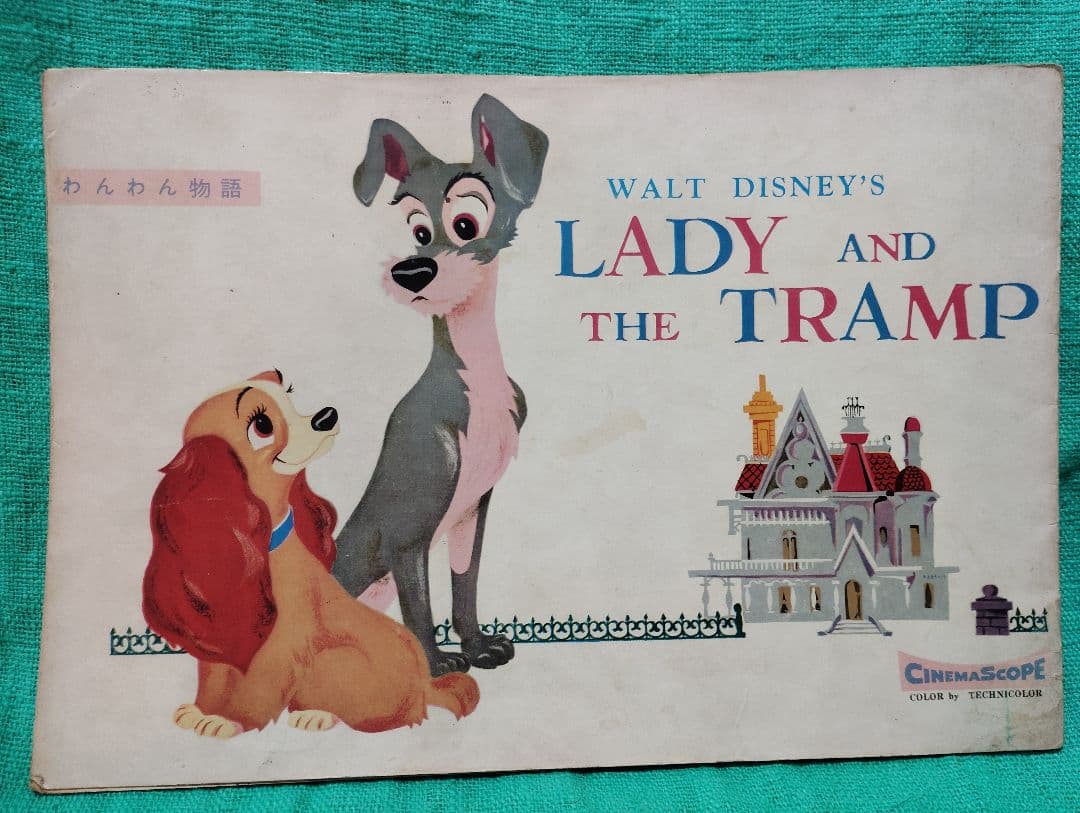 わんわん物語
WALT DISNEY'S
LADY AND
THE TRAMP
CINEMASCOPE
COLOR by TECHNICOLOR